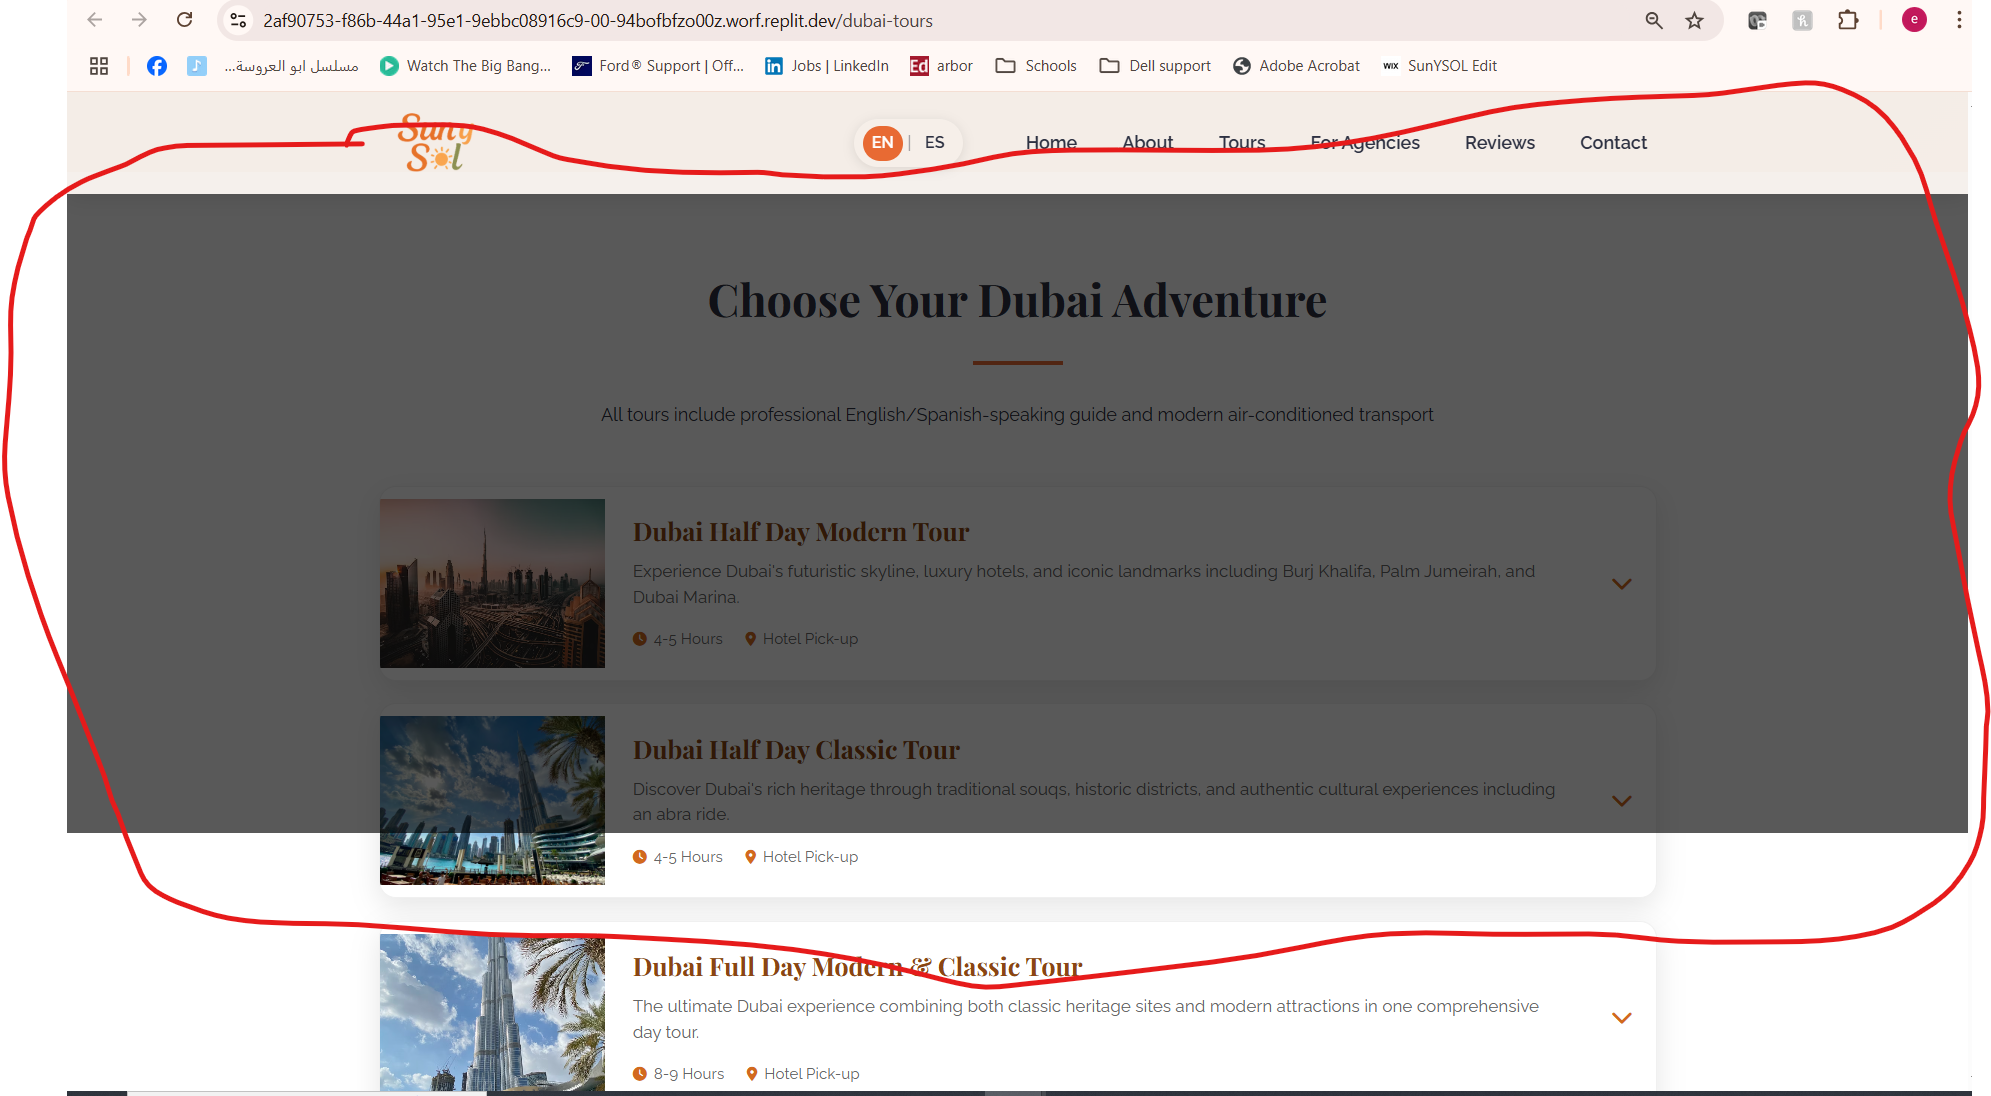 2af90753-f86b-44a1-95e1-9ebbc08916c9-00-94bofbfzo00z.worf.replit.dev/dubai-tours
e
مسلسل ابو العروسة...
Watch The Big Bang...
Ford® Support | Off...
Jobs | LinkedIn
Ed arbor
Schools
Dell support
Adobe Acrobat
WIX SunYSOL Edit
Suny
Sol
EN | ES
Home
About
Tours
For Agencies
Reviews
Contact
Choose Your Dubai Adventure
All tours include professional English/Spanish-speaking guide and modern air-conditioned transport
Dubai Half Day Modern Tour
Experience Dubai's futuristic skyline, luxury hotels, and iconic landmarks including Burj Khalifa, Palm Jumeirah, and
Dubai Marina.
4-5 Hours Hotel Pick-up
Dubai Half Day Classic Tour
Discover Dubai's rich heritage through traditional souqs, historic districts, and authentic cultural experiences including
an abra ride.
4-5 Hours Hotel Pick-up
Dubai Full Day Modern & Classic Tour
The ultimate Dubai experience combining both classic heritage sites and modern attractions in one comprehensive
day tour.
8-9 Hours Hotel Pick-up